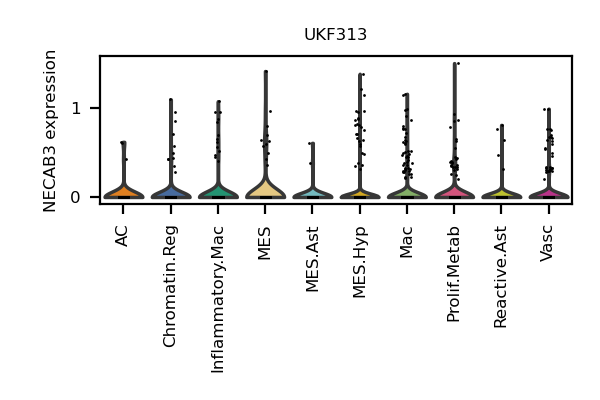 UKF313
NECAB3 expression
1
0
AC
Chromatin.Reg
Inflammatory.Mac
MES
MES.Ast
MES.Hyp
Mac
Prolif.Metab
Reactive.Ast
Vasc